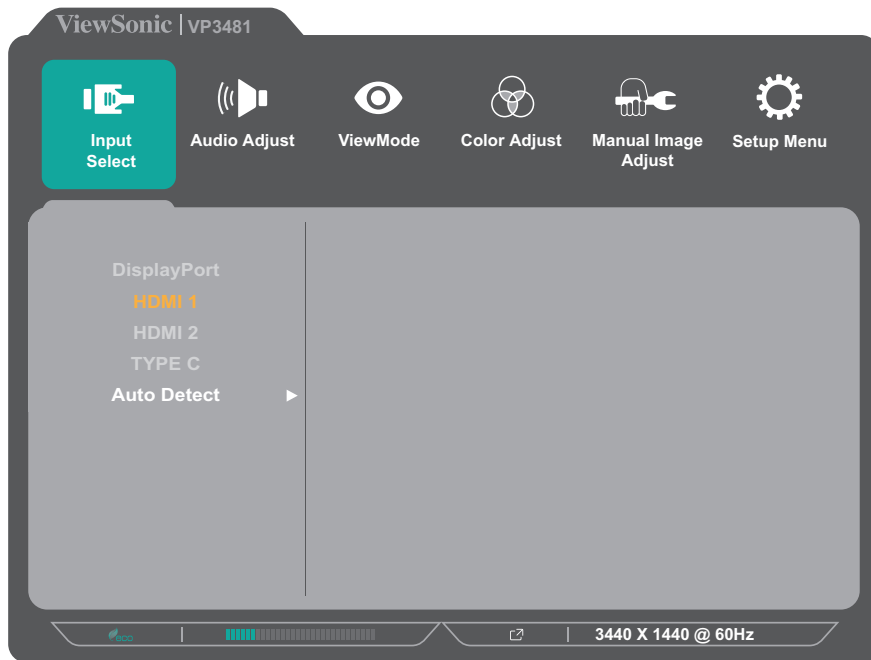 ViewSonic | VP3481
Input
Select
Audio Adjust
ViewMode
Color Adjust
Manual Image
Adjust
Setup Menu
DisplayPort
HDMI 1
HDMI 2
TYPE C
Auto Detect
eco
3440 X 1440 @ 60Hz